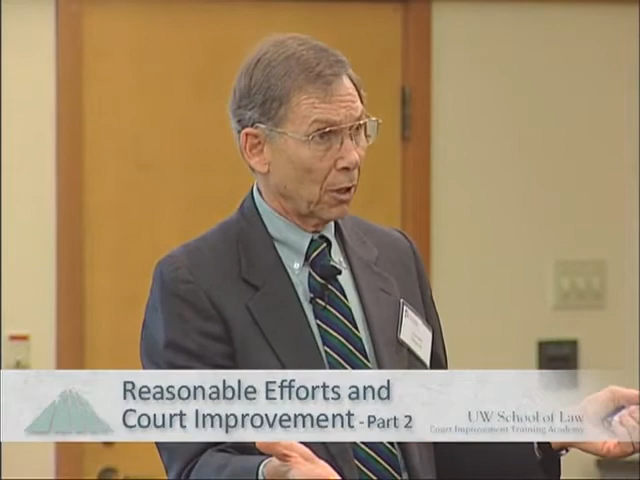 Reasonable Efforts and
Court Improvement - Part 2
UW School of Law
Court Improvement Training Academy